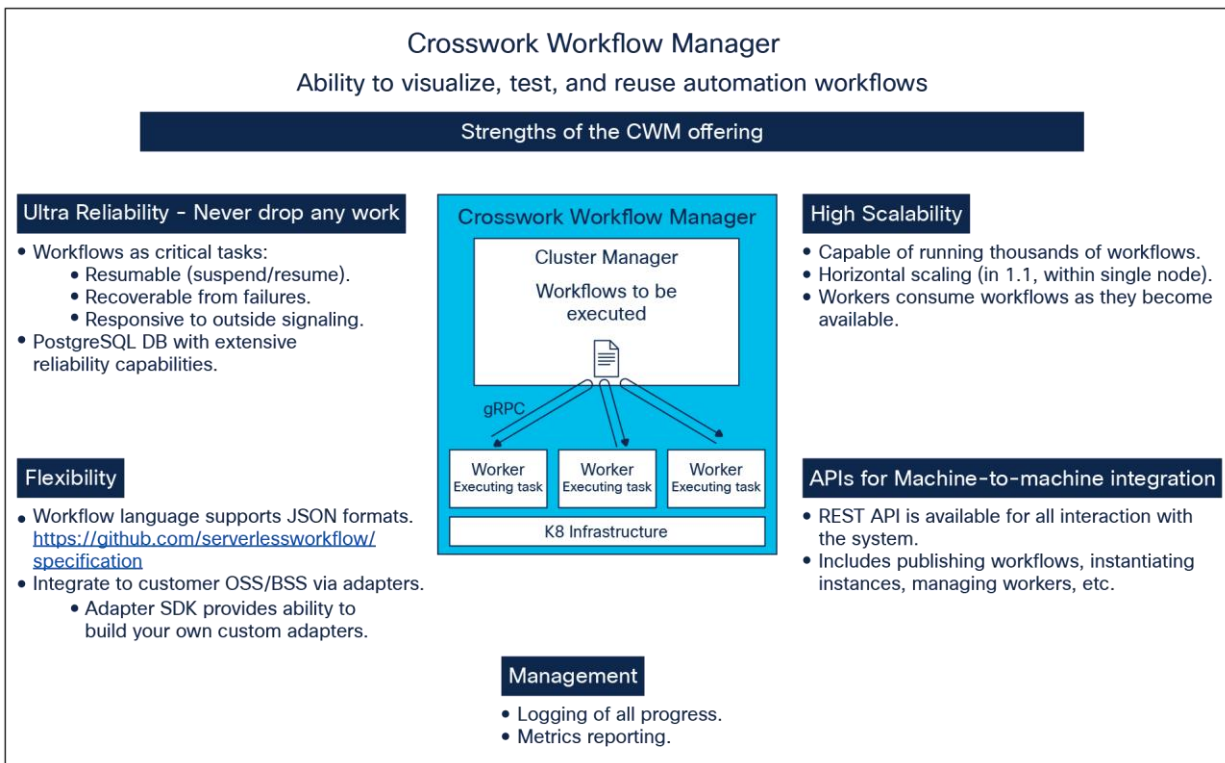 Crosswork Workflow Manager
Ability to visualize, test, and reuse automation workflows
Strengths of the CWM offering
Ultra Reliability - Never drop any work
• Workflows as critical tasks:
• Resumable (suspend/resume).
• Recoverable from failures.
• Responsive to outside signaling.
• PostgreSQL DB with extensive
reliability capabilities.
Crosswork Workflow Manager
Cluster Manager
Workflows to be
executed
gRPC
Worker
Executing task
Worker
Executing task
Worker
Executing task
K8 Infrastructure
High Scalability
• Capable of running thousands of workflows.
• Horizontal scaling (in 1.1, within single node).
• Workers consume workflows as they become
available.
Flexibility
• Workflow language supports JSON formats.
https://github.com/serverlessworkflow/
specification
• Integrate to customer OSS/BSS via adapters.
• Adapter SDK provides ability to
build your own custom adapters.
APIs for Machine-to-machine integration
• REST API is available for all interaction with
the system.
• Includes publishing workflows, instantiating
instances, managing workers, etc.
Management
• Logging of all progress.
• Metrics reporting.